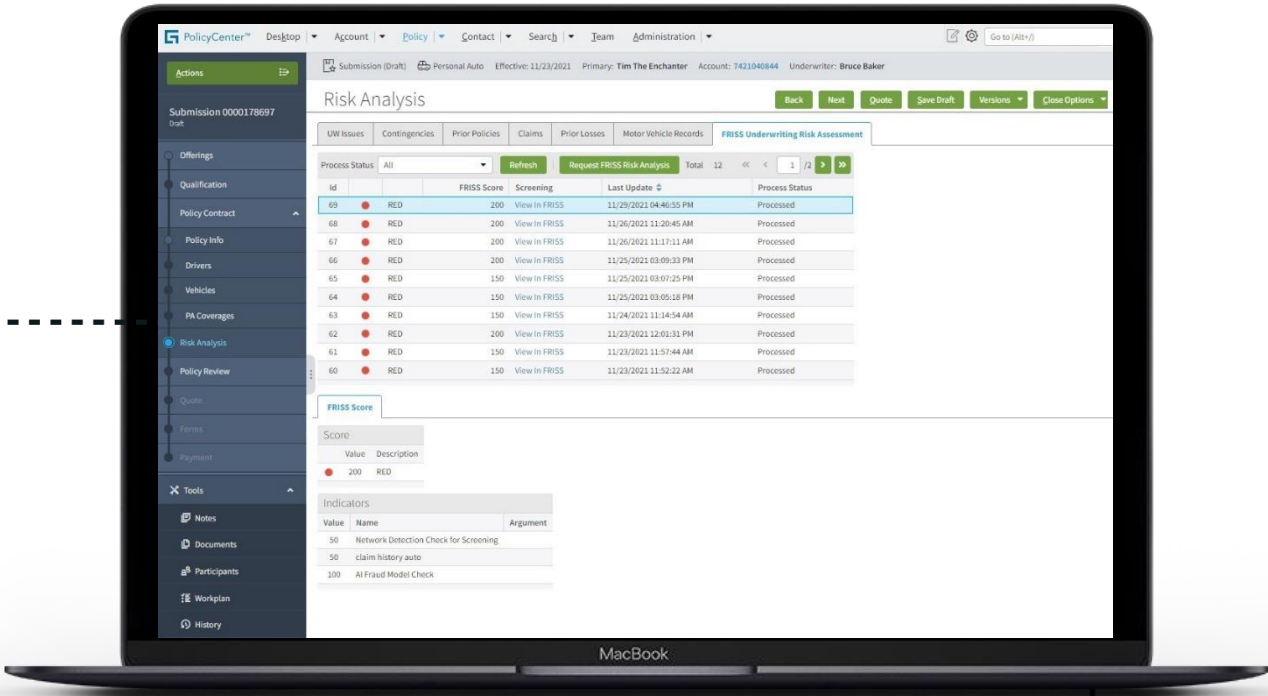 PolicyCenter™ Desktop Account Policy Contact Search Team Administration Go to (Alt+/)
Submission (Draft) Personal Auto Effective: 11/23/2021 Primary: Tim The Enchanter Account: 7421040844 Underwriter: Bruce Baker
Actions
Submission 0000178697
Draft
Offerings
Qualification
Policy Contract
Policy Info
Drivers
Vehicles
PA Coverages
Risk Analysis
Policy Review
Quote
Forms
Payment
Tools
Notes
Documents
Participants
Workplan
History
Risk Analysis
Back Next Quote Save Draft Versions Close Options
UW Issues Contingencies Prior Policies Claims Prior Losses Motor Vehicle Records FRISS Underwriting Risk Assessment
Process Status All Refresh Request FRISS Risk Analysis Total 12 << < 1 /2 > >>
Id FRISS Score Screening Last Update Process Status
69 RED 200 View In FRISS 11/29/2021 04:46:55 PM Processed
68 RED 200 View In FRISS 11/26/2021 11:20:45 AM Processed
67 RED 200 View In FRISS 11/26/2021 11:17:11 AM Processed
66 RED 200 View In FRISS 11/25/2021 03:09:33 PM Processed
65 RED 150 View In FRISS 11/25/2021 03:07:25 PM Processed
64 RED 150 View In FRISS 11/25/2021 03:05:18 PM Processed
63 RED 150 View In FRISS 11/24/2021 11:14:54 AM Processed
62 RED 200 View In FRISS 11/23/2021 12:01:31 PM Processed
61 RED 150 View In FRISS 11/23/2021 11:57:44 AM Processed
60 RED 150 View In FRISS 11/23/2021 11:52:22 AM Processed
FRISS Score
Score
Value Description
200 RED
Indicators
Value Name Argument
50 Network Detection Check for Screening
50 claim history auto
100 AI Fraud Model Check
MacBook